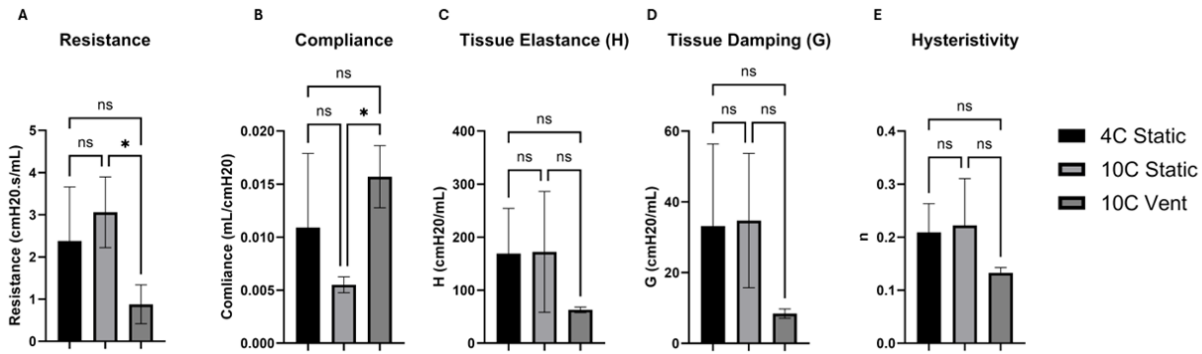 A
Resistance
Resistance (cmH20.s/mL)
5
4
3
2
1
0
ns
ns
*
B
Compliance
Comliance (mL/cmH20)
0.020
0.015
0.010
0.005
0.000
ns
ns
*
C
Tissue Elastance (H)
H (cmH20/mL)
400
300
200
100
0
ns
ns
ns
D
Tissue Damping (G)
G (cmH20/mL)
60
40
20
0
ns
ns
ns
E
Hysteristivity
n
0.4
0.3
0.2
0.1
0.0
ns
ns
ns
4C Static
10C Static
10C Vent